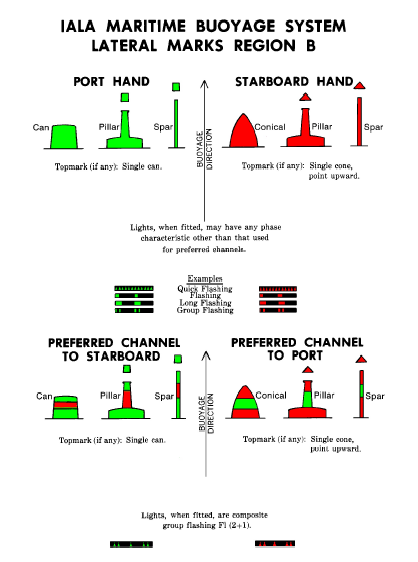 IALA MARITIME BUOYAGE SYSTEM
LATERAL MARKS REGION B
PORT HAND
STARBOARD HAND
Can
Pillar
Spar
BUOYAGE
DIRECTION
Conical
Pillar
Spar
Topmark (if any): Single can.
Topmark (if any): Single cone,
point upward.
Lights, when fitted, may have any phase
characteristic other than that used
for preferred channels.
Examples
Quick Flashing
Flashing
Long Flashing
Group Flashing
PREFERRED CHANNEL
TO STARBOARD
PREFERRED CHANNEL
TO PORT
Can
Pillar
Spar
BUOYAGE
DIRECTION
Conical
Pillar
Spar
Topmark (if any): Single can.
Topmark (if any): Single cone,
point upward.
Lights, when fitted, are composite
group flashing Fl (2+1).